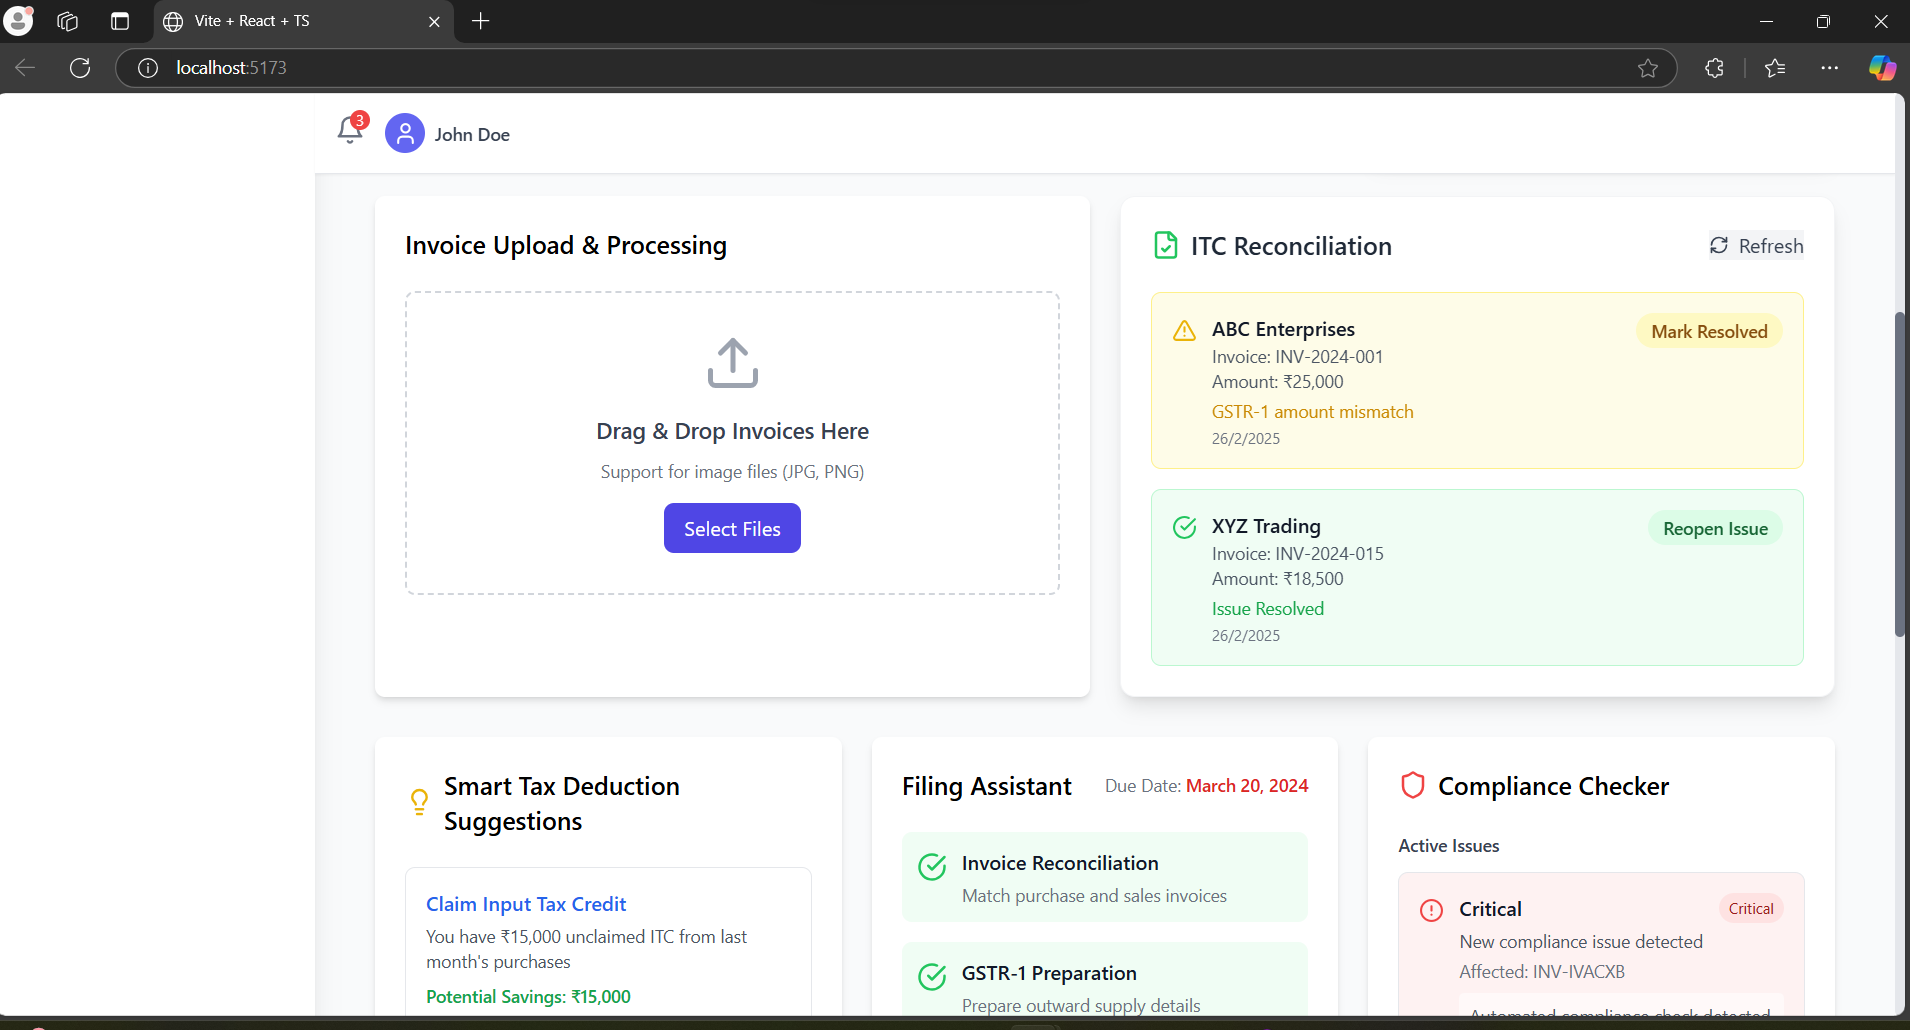 Vite + React + TS
localhost:5173
3
John Doe
Invoice Upload & Processing
Drag & Drop Invoices Here
Support for image files (JPG, PNG)
Select Files
ITC Reconciliation
Refresh
ABC Enterprises
Mark Resolved
Invoice: INV-2024-001
Amount: ₹25,000
GSTR-1 amount mismatch
26/2/2025
XYZ Trading
Reopen Issue
Invoice: INV-2024-015
Amount: ₹18,500
Issue Resolved
26/2/2025
Smart Tax Deduction
Suggestions
Claim Input Tax Credit
You have ₹15,000 unclaimed ITC from last
month's purchases
Potential Savings: ₹15,000
Filing Assistant
Due Date: March 20, 2024
Invoice Reconciliation
Match purchase and sales invoices
GSTR-1 Preparation
Prepare outward supply details
Compliance Checker
Active Issues
Critical
Critical
New compliance issue detected
Affected: INV-IVACXB
Automated compliance check detected